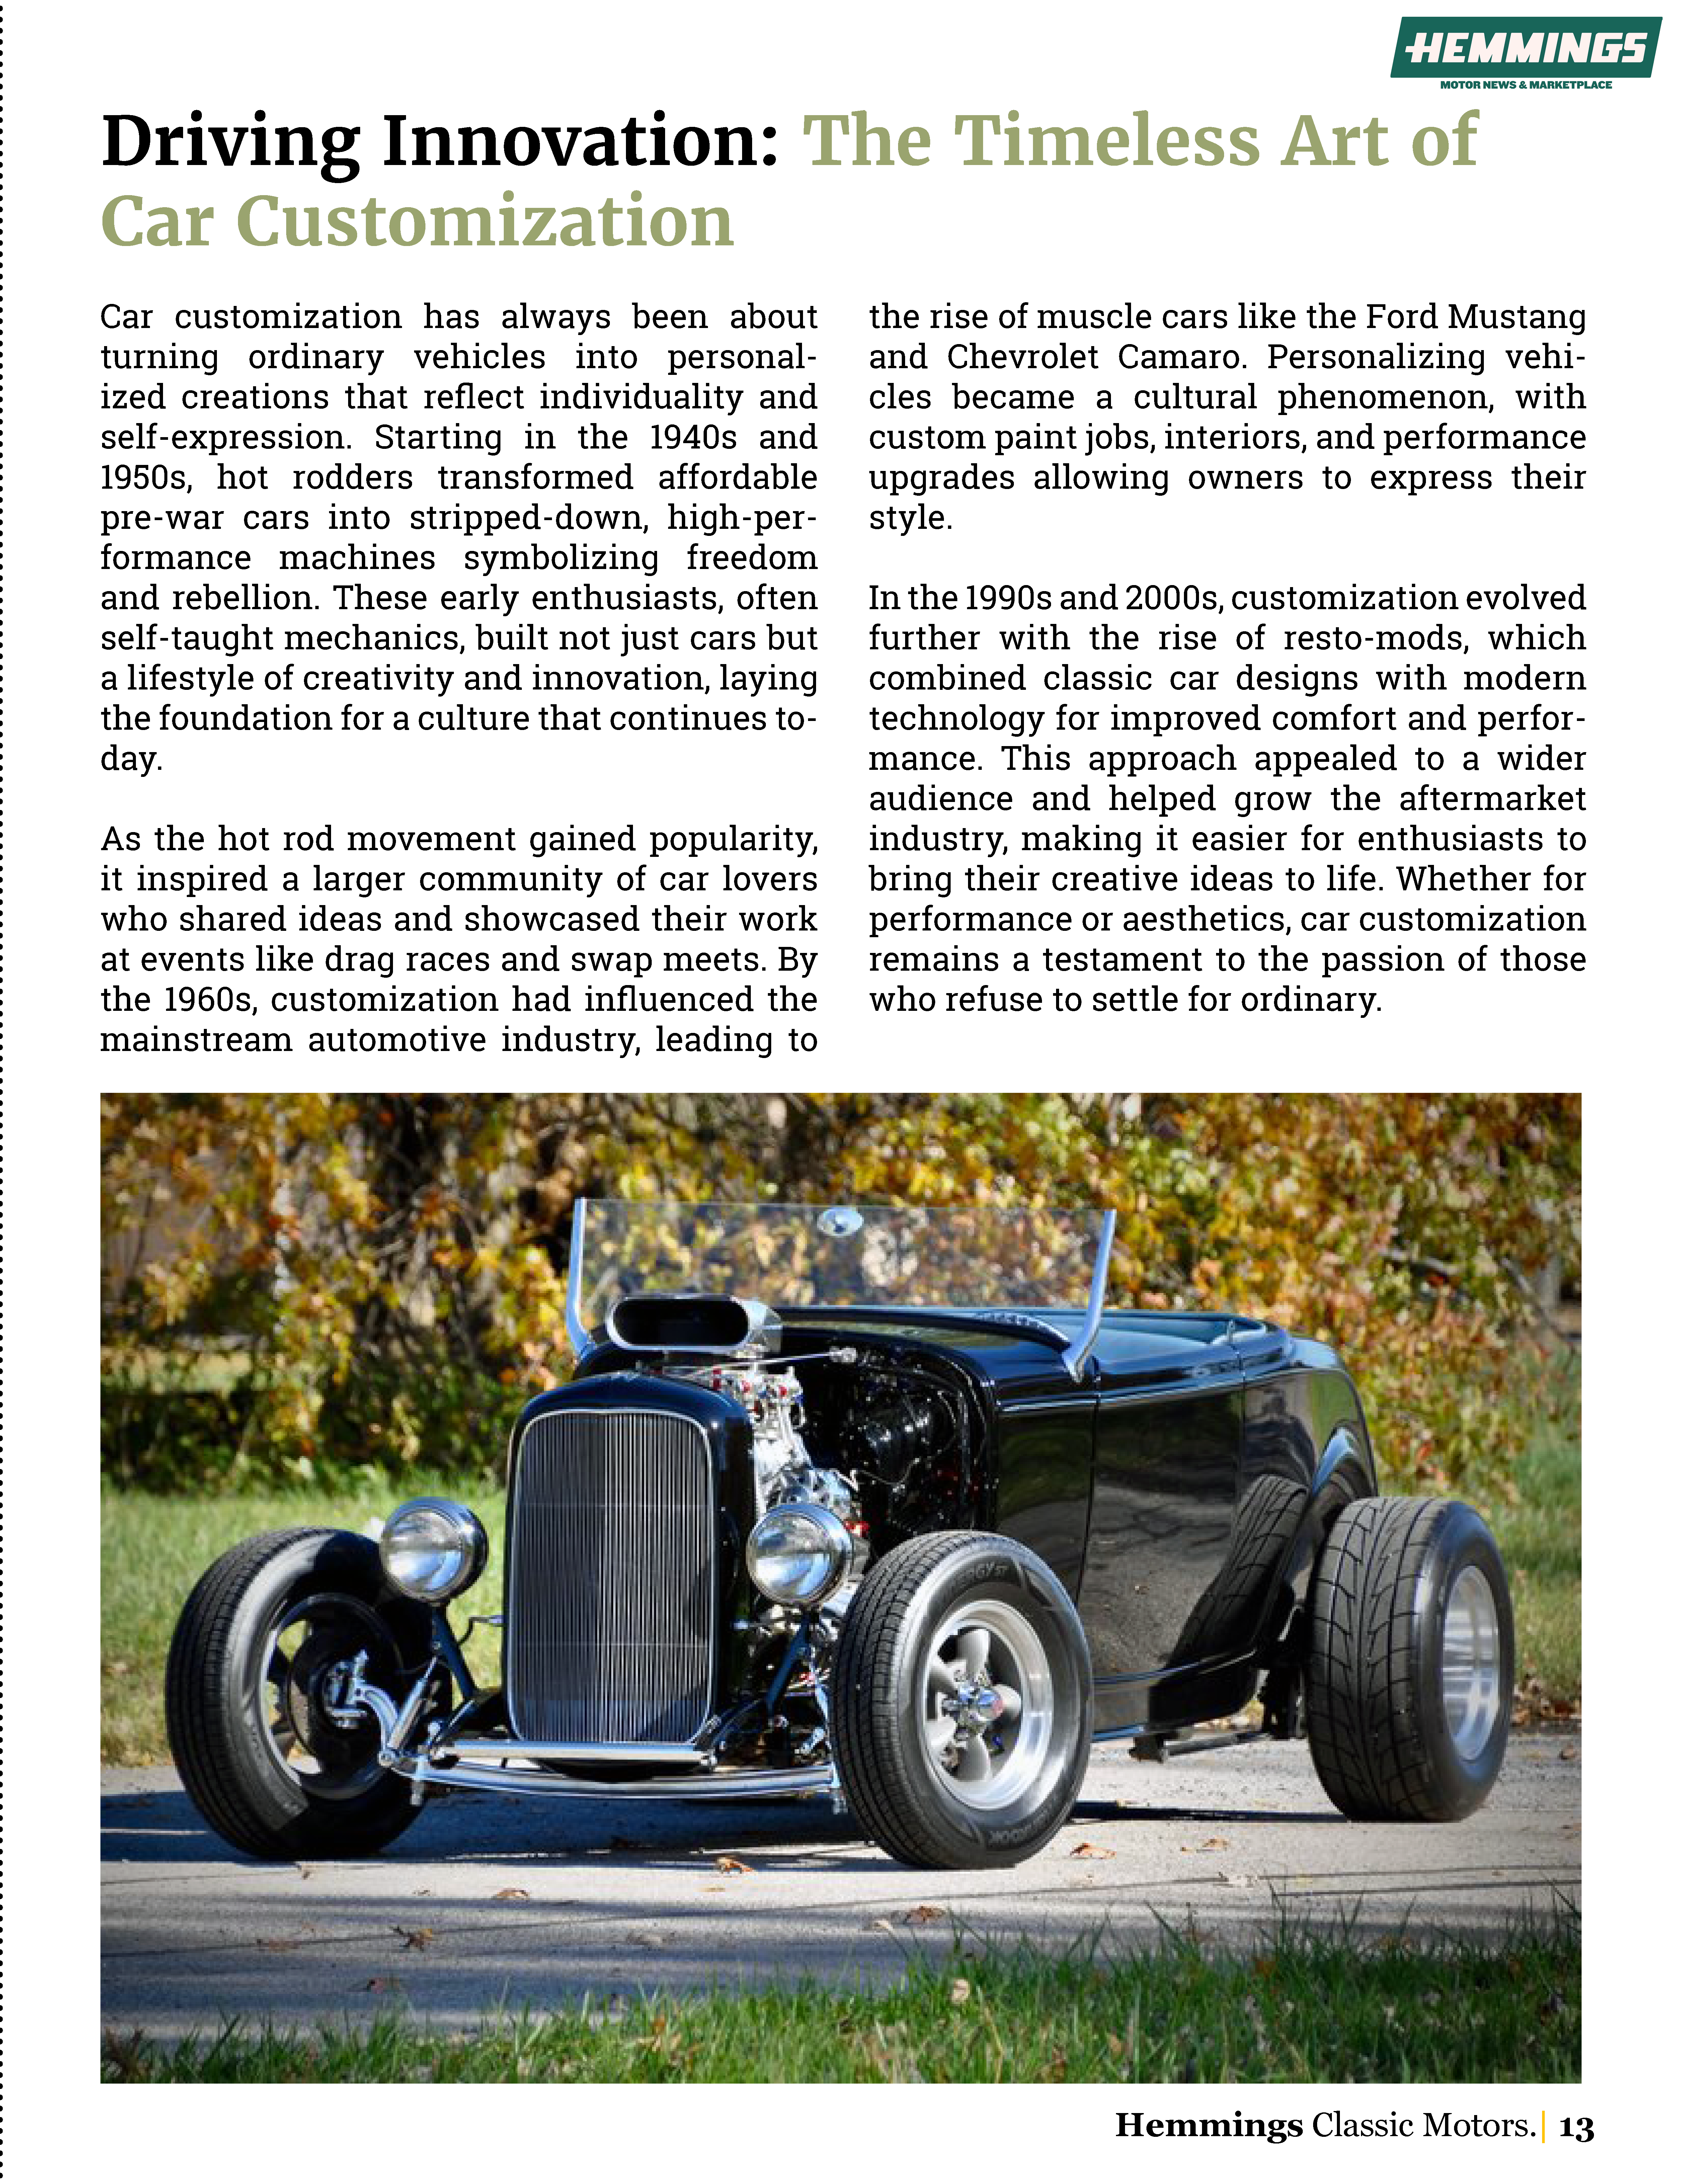 HEMMINGS
MOTOR NEWS & MARKETPLACE
Driving Innovation: The Timeless Art of
Car Customization
Car customization has always been about
turning ordinary vehicles into personal-
ized creations that reflect individuality and
self-expression. Starting in the 1940s and
1950s, hot rodders transformed affordable
pre-war cars into stripped-down, high-per-
formance machines symbolizing freedom
and rebellion. These early enthusiasts, often
self-taught mechanics, built not just cars but
a lifestyle of creativity and innovation, laying
the foundation for a culture that continues to-
day.
As the hot rod movement gained popularity,
it inspired a larger community of car lovers
who shared ideas and showcased their work
at events like drag races and swap meets. By
the 1960s, customization had influenced the
mainstream automotive industry, leading to
the rise of muscle cars like the Ford Mustang
and Chevrolet Camaro. Personalizing vehi-
cles became a cultural phenomenon, with
custom paint jobs, interiors, and performance
upgrades allowing owners to express their
style.
In the 1990s and 2000s, customization evolved
further with the rise of resto-mods, which
combined classic car designs with modern
technology for improved comfort and perfor-
mance. This approach appealed to a wider
audience and helped grow the aftermarket
industry, making it easier for enthusiasts to
bring their creative ideas to life. Whether for
performance or aesthetics, car customization
remains a testament to the passion of those
who refuse to settle for ordinary.
Hemmings Classic Motors.| 13